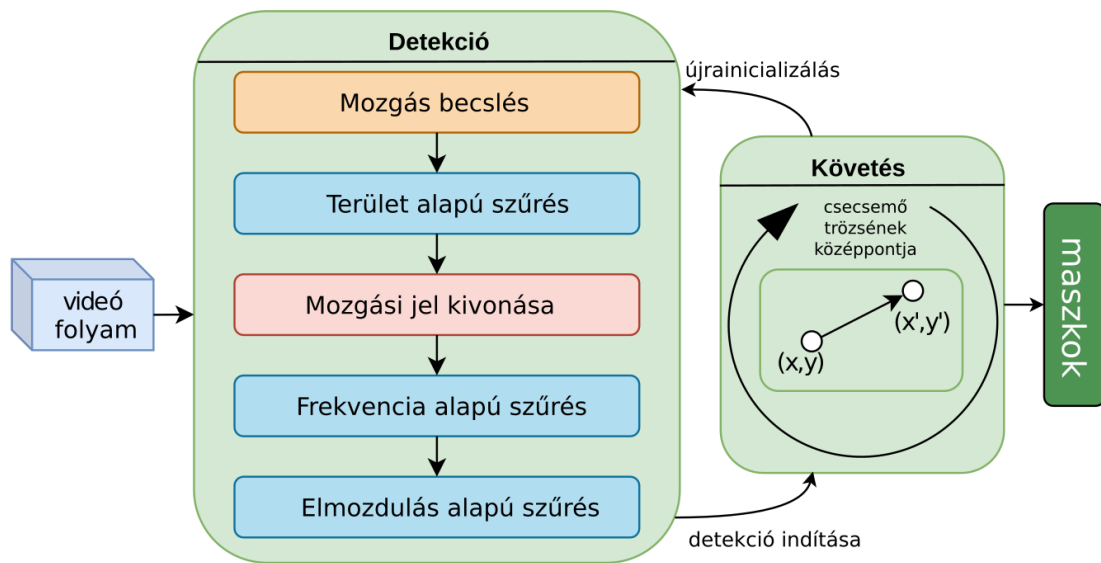 Detekció
Mozgás becslés
Terület alapú szűrés
Mozgási jel kivonása
Frekvencia alapú szűrés
Elmozdulás alapú szűrés
videó
folyam
újrainicializálás
detekció indítása
Követés
csecsemő
trözsének
középpontja
(x',y')
(x,y)
maszkok